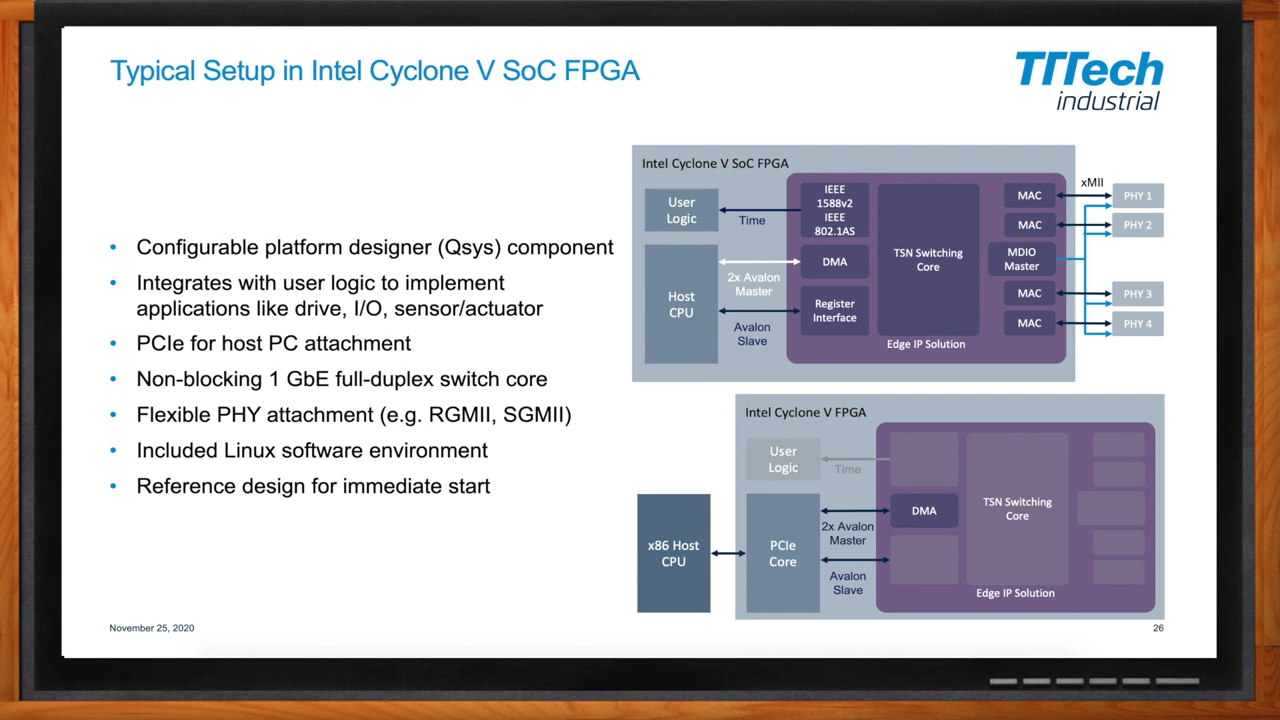 Typical Setup in Intel Cyclone V SoC FPGA
TTTech
industrial
• Configurable platform designer (Qsys) component
• Integrates with user logic to implement
applications like drive, I/O, sensor/actuator
• PCIe for host PC attachment
• Non-blocking 1 GbE full-duplex switch core
• Flexible PHY attachment (e.g. RGMII, SGMII)
• Included Linux software environment
• Reference design for immediate start
Intel Cyclone V SoC FPGA
User
Logic
Time
IEEE
1588v2
IEEE
802.1AS
Host
CPU
2x Avalon
Master
DMA
Avalon
Slave
Register
Interface
TSN Switching
Core
MAC
MAC
MDIO
Master
MAC
MAC
Edge IP Solution
xMII
PHY 1
PHY 2
PHY 3
PHY 4
Intel Cyclone V FPGA
User
Logic
Time
x86 Host
CPU
PCIe
Core
2x Avalon
Master
Avalon
Slave
DMA
TSN Switching
Core
Edge IP Solution
November 25, 2020
26